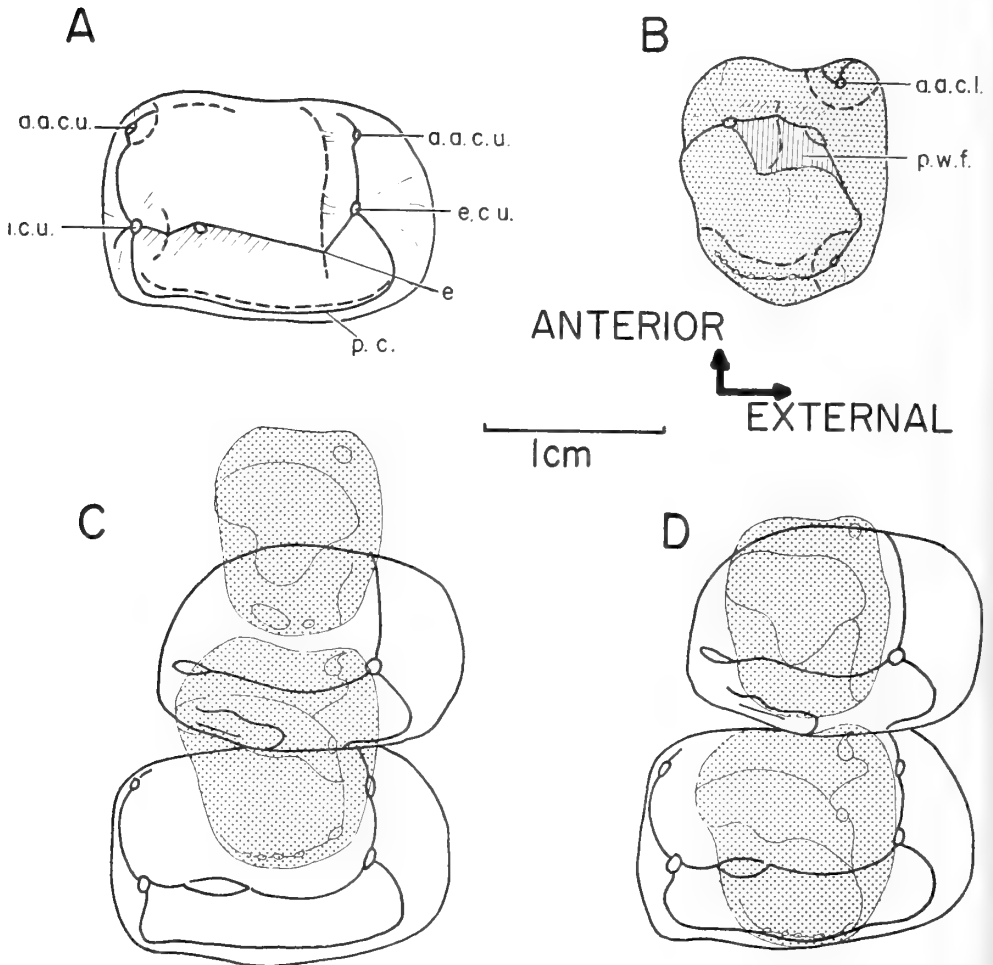 A
a.a.c.u.
a.a.c.u.
ı.c.u.
e.c.u.
e
p. c.
B
a.a.c.l.
p.w.f.
ANTERIOR
EXTERNAL
1cm
C
D